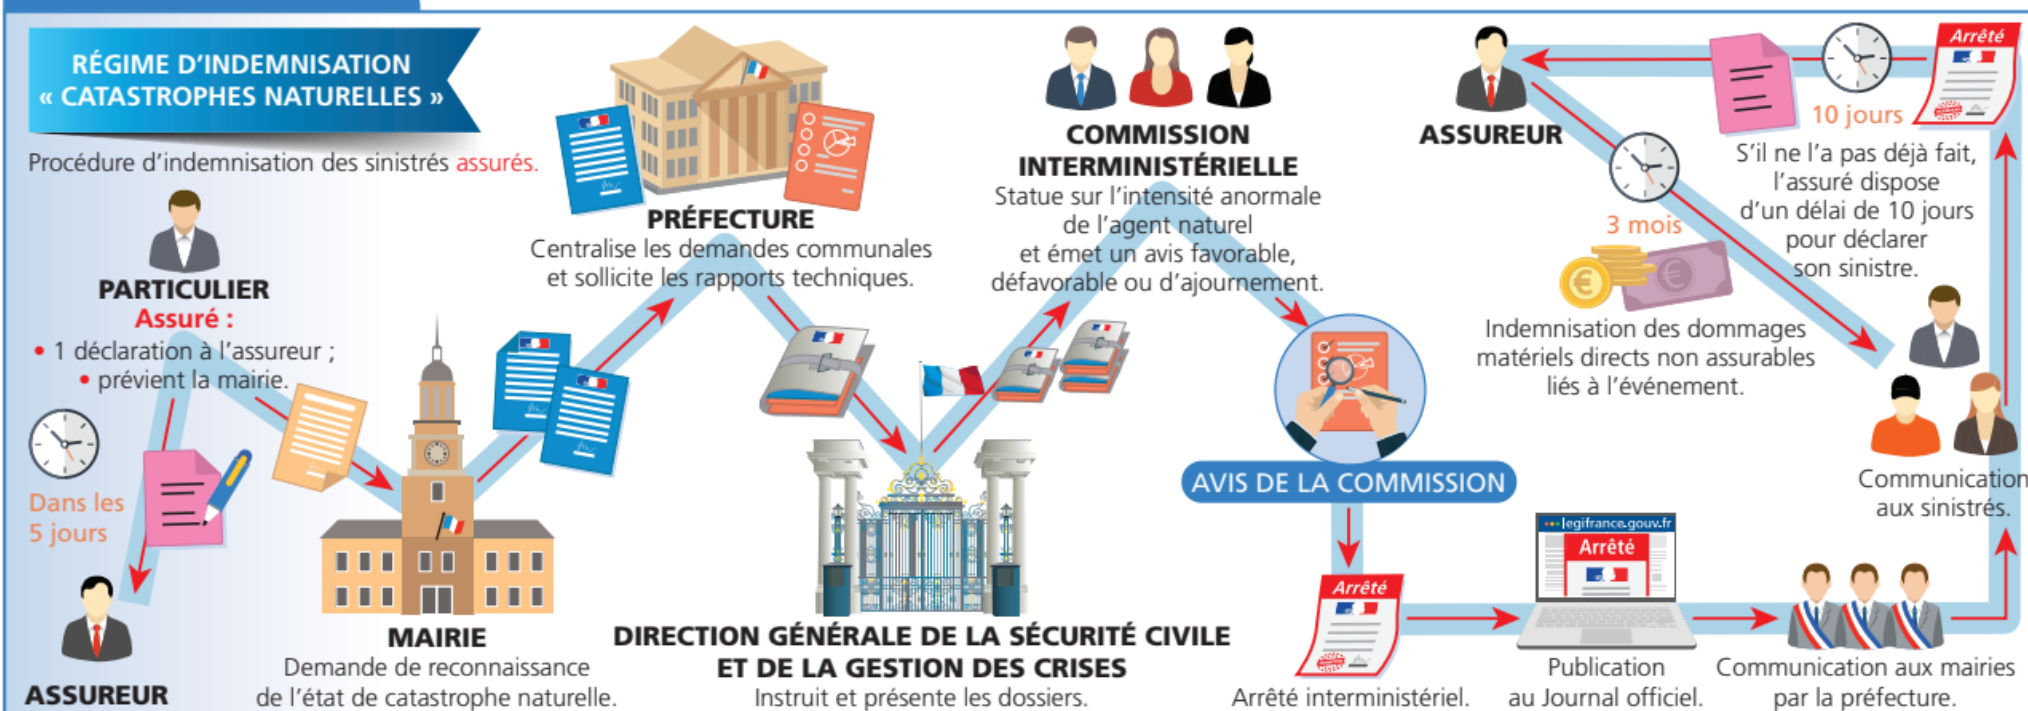 RÉGIME D’INDEMNISATION
« CATASTROPHES NATURELLES »
Procédure d’indemnisation des sinistrés assurés.
PARTICULIER
Assuré :
• 1 déclaration à l’assureur ;
• prévient la mairie.
Dans les
5 jours
ASSUREUR
MAIRIE
Demande de reconnaissance
de l’état de catastrophe naturelle.
PRÉFECTURE
Centralise les demandes communales
et sollicite les rapports techniques.
DIRECTION GÉNÉRALE DE LA SÉCURITÉ CIVILE
ET DE LA GESTION DES CRISES
Instruit et présente les dossiers.
COMMISSION
INTERMINISTÉRIELLE
Statue sur l’intensité anormale
de l’agent naturel
et émet un avis favorable,
défavorable ou d’ajournement.
AVIS DE LA COMMISSION
Arrêté
Arrêté interministériel.
legifrance.gouv.fr
Arrêté
Publication
au Journal officiel.
Communication aux mairies
par la préfecture.
Communication
aux sinistrés.
Arrêté
10 jours
S’il ne l’a pas déjà fait,
l’assuré dispose
d’un délai de 10 jours
pour déclarer
son sinistre.
ASSUREUR
3 mois
€
€
Indemnisation des dommages
matériels directs non assurables
liés à l’événement.